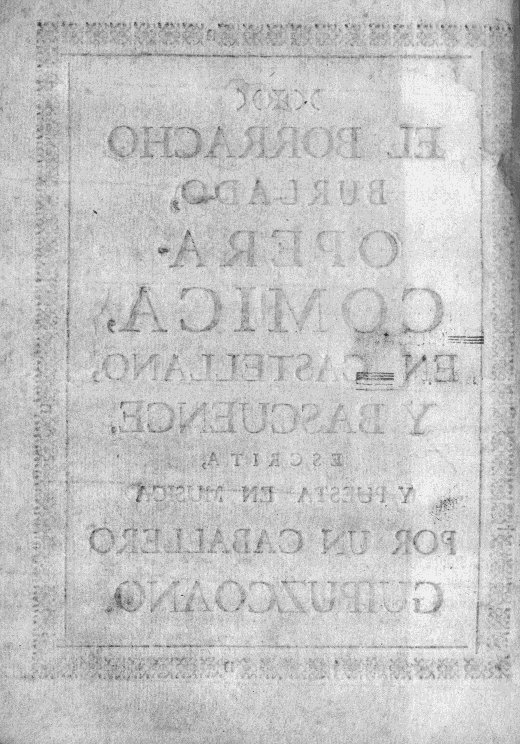 EL BORRACHO
BURLADO,
OPERA
COMICA,
EN CASTELLANO,
Y BASCUENCE,
ESCRITA,
Y PUESTA EN MUSICA
POR UN CABALLERO
GUIPUZCOANO.